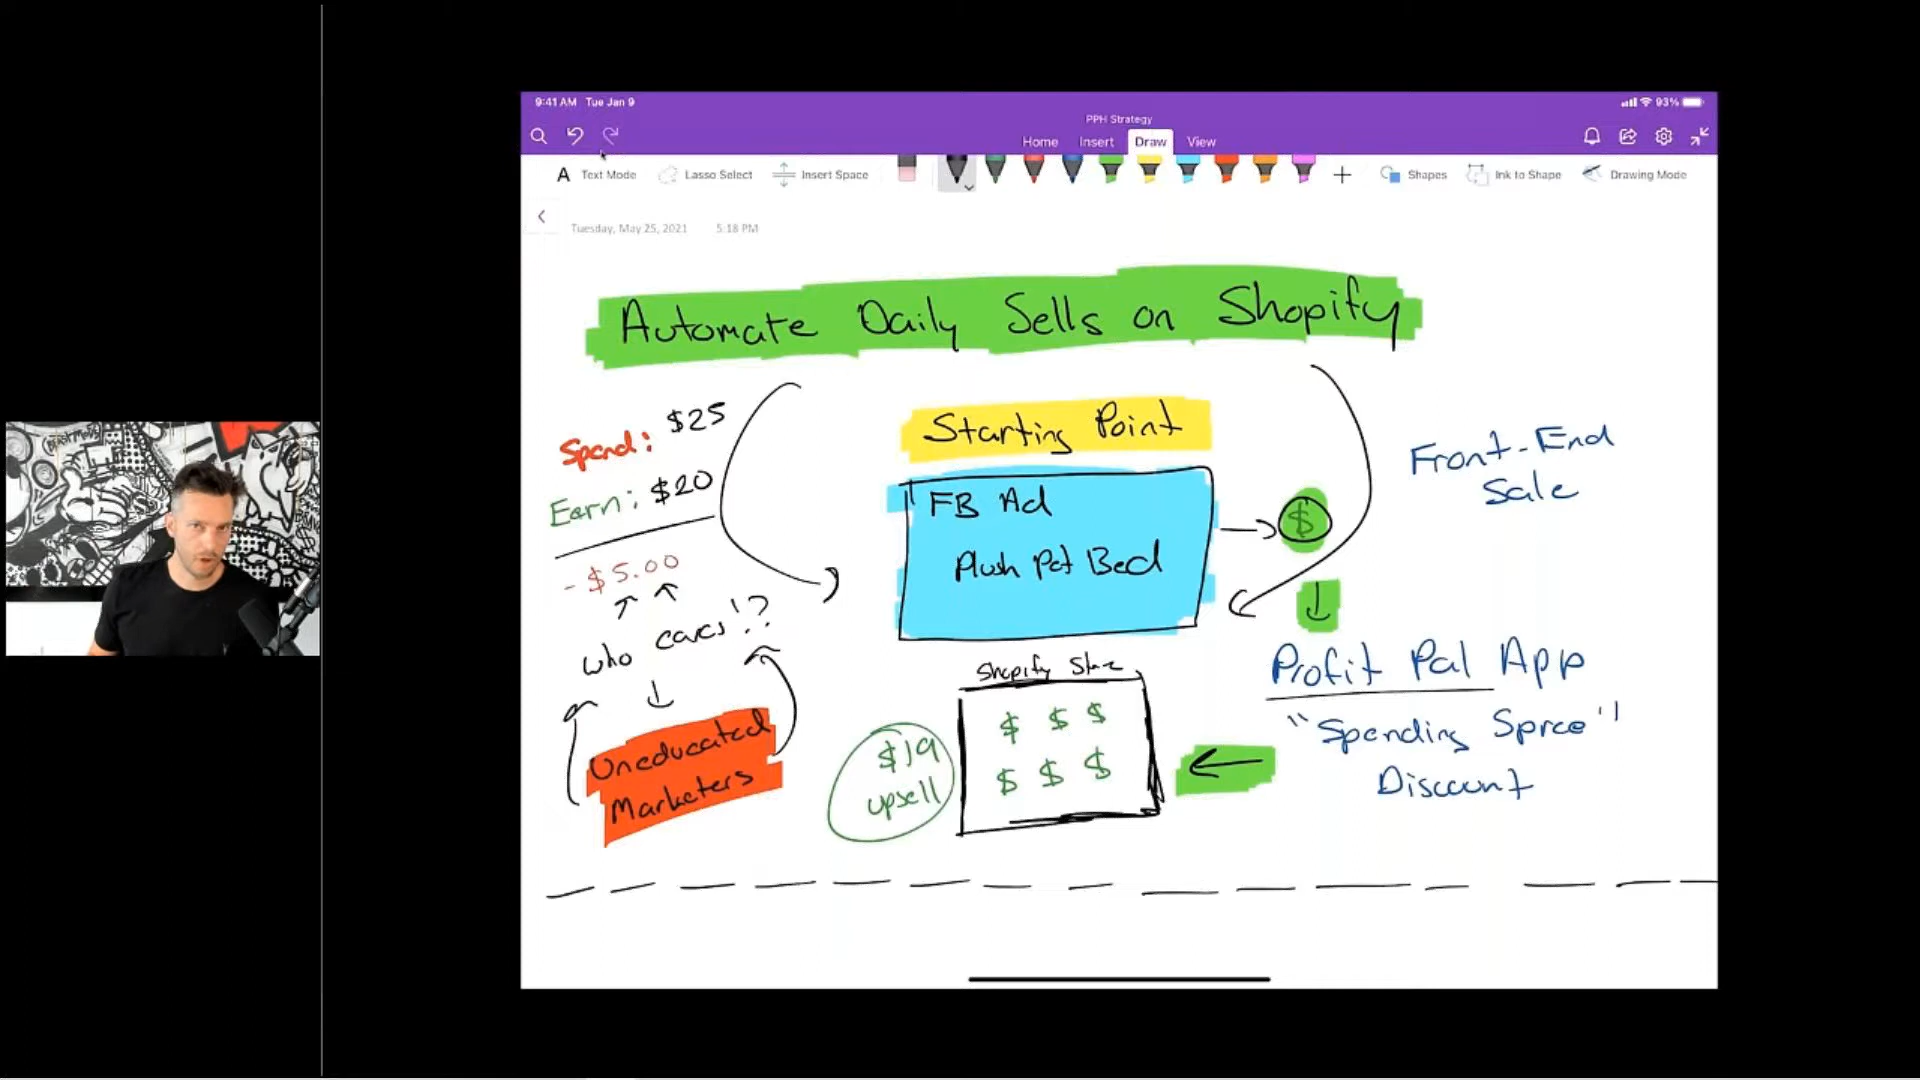 9:41 AM Tue Jan 9
93%
PPH Strategy
Home Insert Draw View
A Text Mode Lasso Select Insert Space Shapes Ink to Shape Drawing Mode
Tuesday, May 25, 2021 5:18 PM
Automate Daily Sells on Shopify
Spend: $25
Earn: $20
- $5.00
who cares!?
Uneducated
Marketers
Starting Point
FB Ad
Plush Pet Bed
$
Front-End
Sale
Profit Pal App
"Spending Spree"
Discount
Shopify Store
$ $ $
$ $ $
$19
upsell